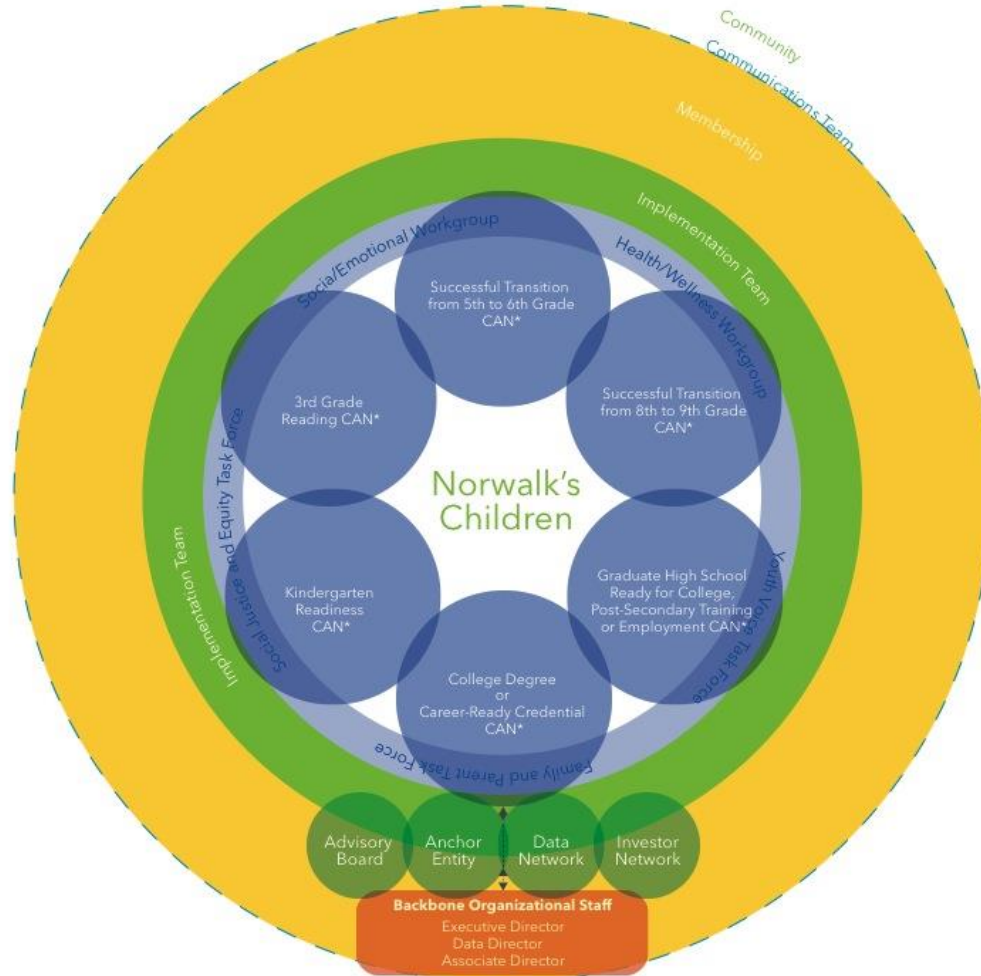 Community
Communications Team
Membership
Implementation Team
Social/Emotional Workgroup
Health/Wellness Workgroup
Successful Transition
from 5th to 6th Grade
CAN*
3rd Grade
Reading CAN*
Successful Transition
from 8th to 9th Grade
CAN*
Norwalk's
Children
Social Justice and Equity Task Force
Implementation Team
Kindergarten
Readiness
CAN*
Graduate High School
Ready for College,
Post-Secondary Training
or Employment CAN*
Youth Voice Task Force
College Degree
or
Career-Ready Credential
CAN*
Family and Parent Task Force
Advisory
Board
Anchor
Entity
Data
Network
Investor
Network
Backbone Organizational Staff
Executive Director
Data Director
Associate Director